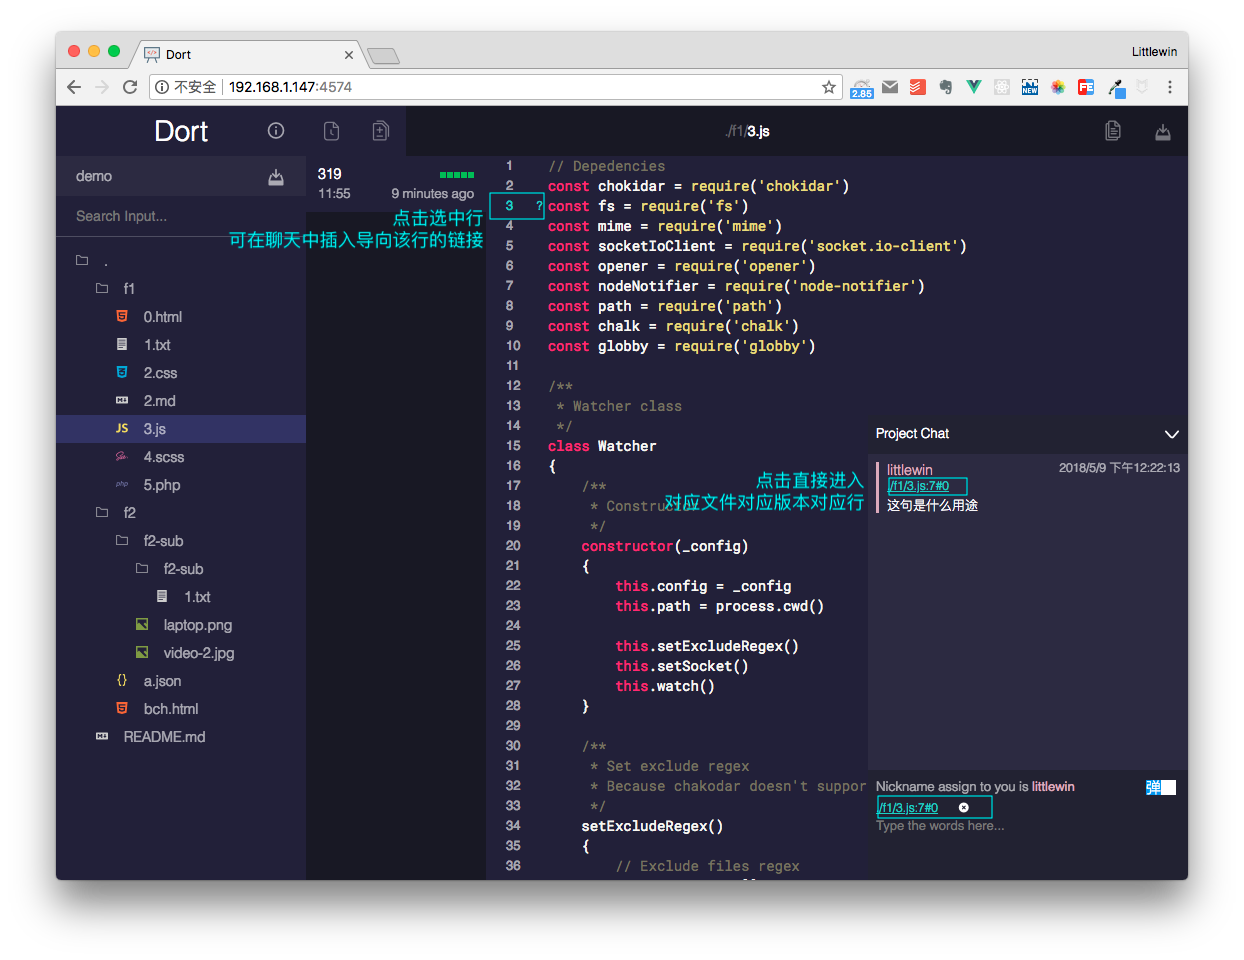 Dort
Littlewin
不安全
192.168.1.147:4574
2.85
NEW
FE
Dort
./f1/3.js
demo
Search Input...
.
f1
0.html
1.txt
2.css
2.md
JS 3.js
4.scss
php 5.php
f2
f2-sub
f2-sub
1.txt
laptop.png
video-2.jpg
{} a.json
bch.html
README.md
319
11:55 9 minutes ago
点击选中行
可在聊天中插入导向该行的链接
1 // Depedencies
2 const chokidar = require('chokidar')
3 ? const fs = require('fs')
4 const mime = require('mime')
5 const socketIoClient = require('socket.io-client')
6 const opener = require('opener')
7 const nodeNotifier = require('node-notifier')
8 const path = require('path')
9 const chalk = require('chalk')
10 const globby = require('globby')
11
12 /**
13 * Watcher class
14 */
15 class Watcher
16 {
17 /**
18 * Constructor
19 */
20 constructor(_config)
21 {
22 this.config = _config
23 this.path = process.cwd()
24
25 this.setExcludeRegex()
26 this.setSocket()
27 this.watch()
28 }
29
30 /**
31 * Set exclude regex
32 * Because chakodar doesn't suppor
33 */
34 setExcludeRegex()
35 {
36 // Exclude files regex
点击直接进入
对应文件对应版本对应行
Project Chat
littlewin 2018/5/9 下午12:22:13
/f1/3.js:7#0
这句是什么用途
Nickname assign to you is littlewin
弹
/f1/3.js:7#0
Type the words here...